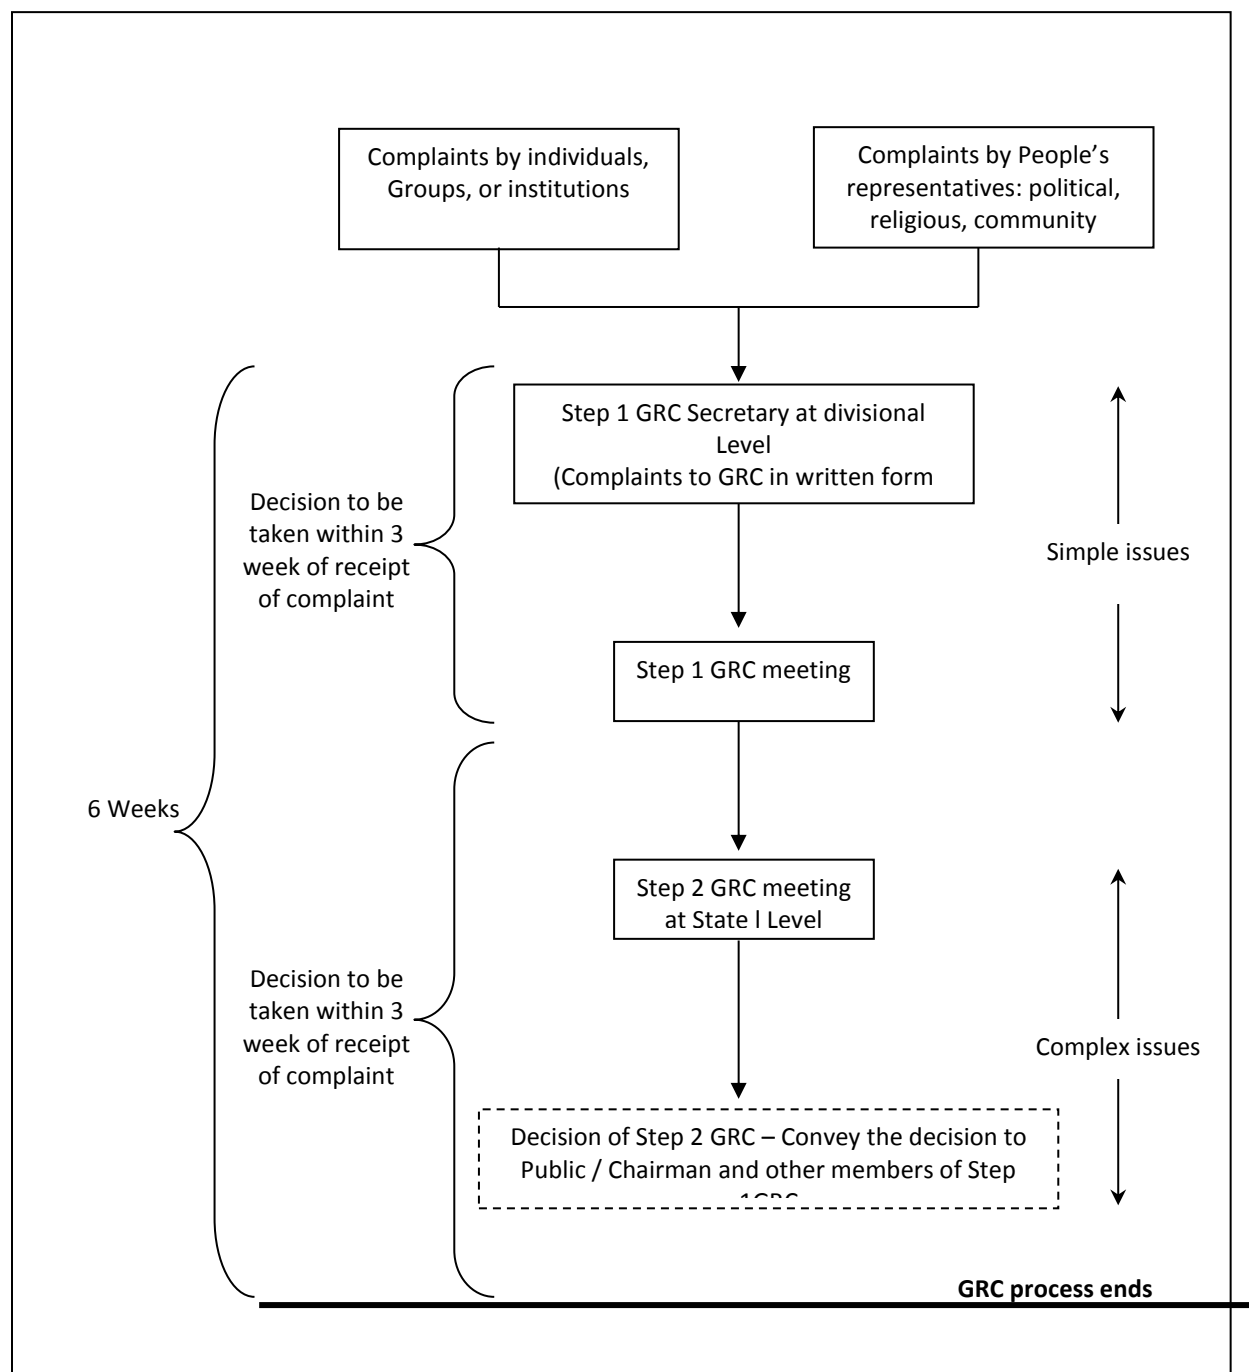 Complaints by individuals,
Groups, or institutions
Complaints by People’s
representatives: political,
religious, community
Step 1 GRC Secretary at divisional
Level
(Complaints to GRC in written form
Decision to be
taken within 3
week of receipt
of complaint
Simple issues
Step 1 GRC meeting
6 Weeks
Step 2 GRC meeting
at State l Level
Decision to be
taken within 3
week of receipt
of complaint
Complex issues
Decision of Step 2 GRC – Convey the decision to
Public / Chairman and other members of Step
1GRC
GRC process ends